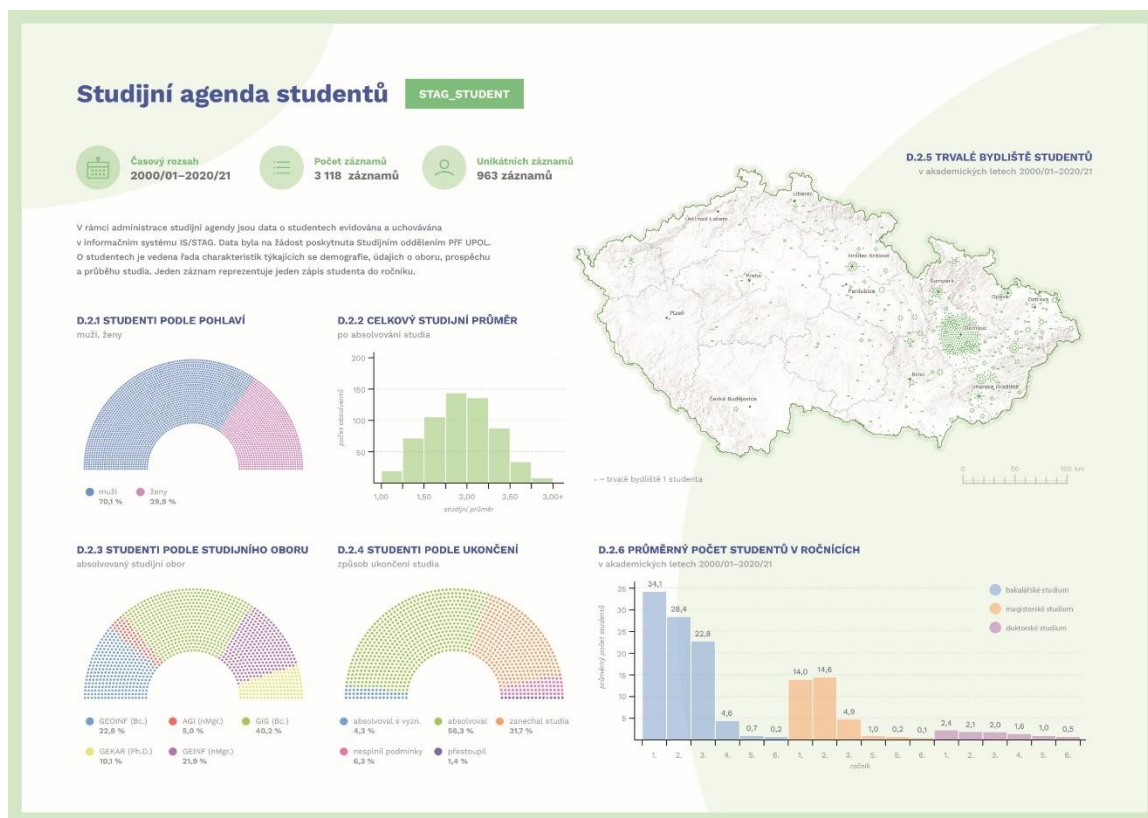 Studijní agenda studentů
STAG_STUDENT
Časový rozsah
2000/01–2020/21
Počet záznamů
3 118 záznamů
Unikátních záznamů
963 záznamů
V rámci administrace studijní agendy jsou data o studentech evidována a uchovávána
v informačním systému IS/STAG. Data byla na žádost poskytnuta Studijním oddělením PřF UPOL.
O studentech je vedena řada charakteristik týkajících se demografie, údajích o oboru, prospěchu
a průběhu studia. Jeden záznam reprezentuje jeden zápis studenta do ročníku.
D.2.5 TRVALÉ BYDLIŠTĚ STUDENTŮ
v akademických letech 2000/01–2020/21
Liberec
Ústí nad Labem
Hradec Králové
Praha
Pardubice
Šumperk
Opava
Ostrava
Plzeň
Olomouc
Brno
Uherské Hradiště
České Budějovice
– trvalé bydliště 1 studenta
0 50 100 km
D.2.1 STUDENTI PODLE POHLAVÍ
muži, ženy
muži
70,1 %
ženy
29,9 %
D.2.2 CELKOVÝ STUDIJNÍ PRŮMĚR
po absolvování studia
200
150
100
50
počet absolventů
1,00 1,50 2,00 2,50 3,00+
studijní průměr
D.2.3 STUDENTI PODLE STUDIJNÍHO OBORU
absolvovaný studijní obor
GEOINF (Bc.)
22,8 %
AGI (nMgr.)
5,0 %
GIG (Bc.)
40,2 %
GEKAR (Ph.D.)
10,1 %
GEINF (nMgr.)
21,9 %
D.2.4 STUDENTI PODLE UKONČENÍ
způsob ukončení studia
absolvoval s vyzn.
4,3 %
absolvoval
56,3 %
zanechal studia
31,7 %
nesplnil podmínky
6,3 %
přestoupil
1,4 %
D.2.6 PRŮMĚRNÝ POČET STUDENTŮ V ROČNÍCÍCH
v akademických letech 2000/01–2020/21
bakalářské studium
magisterské studium
doktorské studium
35
30
25
20
15
10
5
průměrný počet studentů
34,1 28,4 22,8 4,6 0,7 0,2 14,0 14,6 4,9 0,8 0,2 0,1 2,4 2,1 2,0 1,6 1,0 0,5
1. 2. 3. 4. 5. 6. 1. 2. 3. 4. 5. 6. 1. 2. 3. 4. 5. 6.
ročník